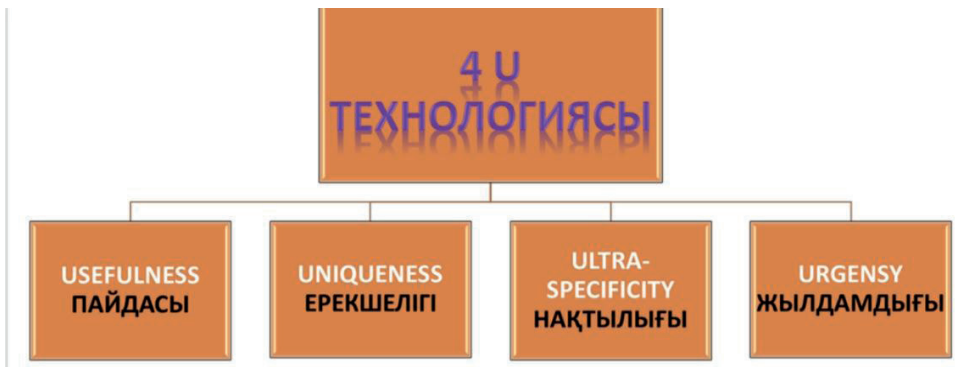 4 U
ТЕХНОЛОГИЯСЫ
USEFULNESS
ПАЙДАСЫ
UNIQUENESS
ЕРЕКШЕЛІГІ
ULTRA-
SPECIFICITY
НАҚТЫЛЫҒЫ
URGENSY
ЖЫЛДАМДЫҒЫ